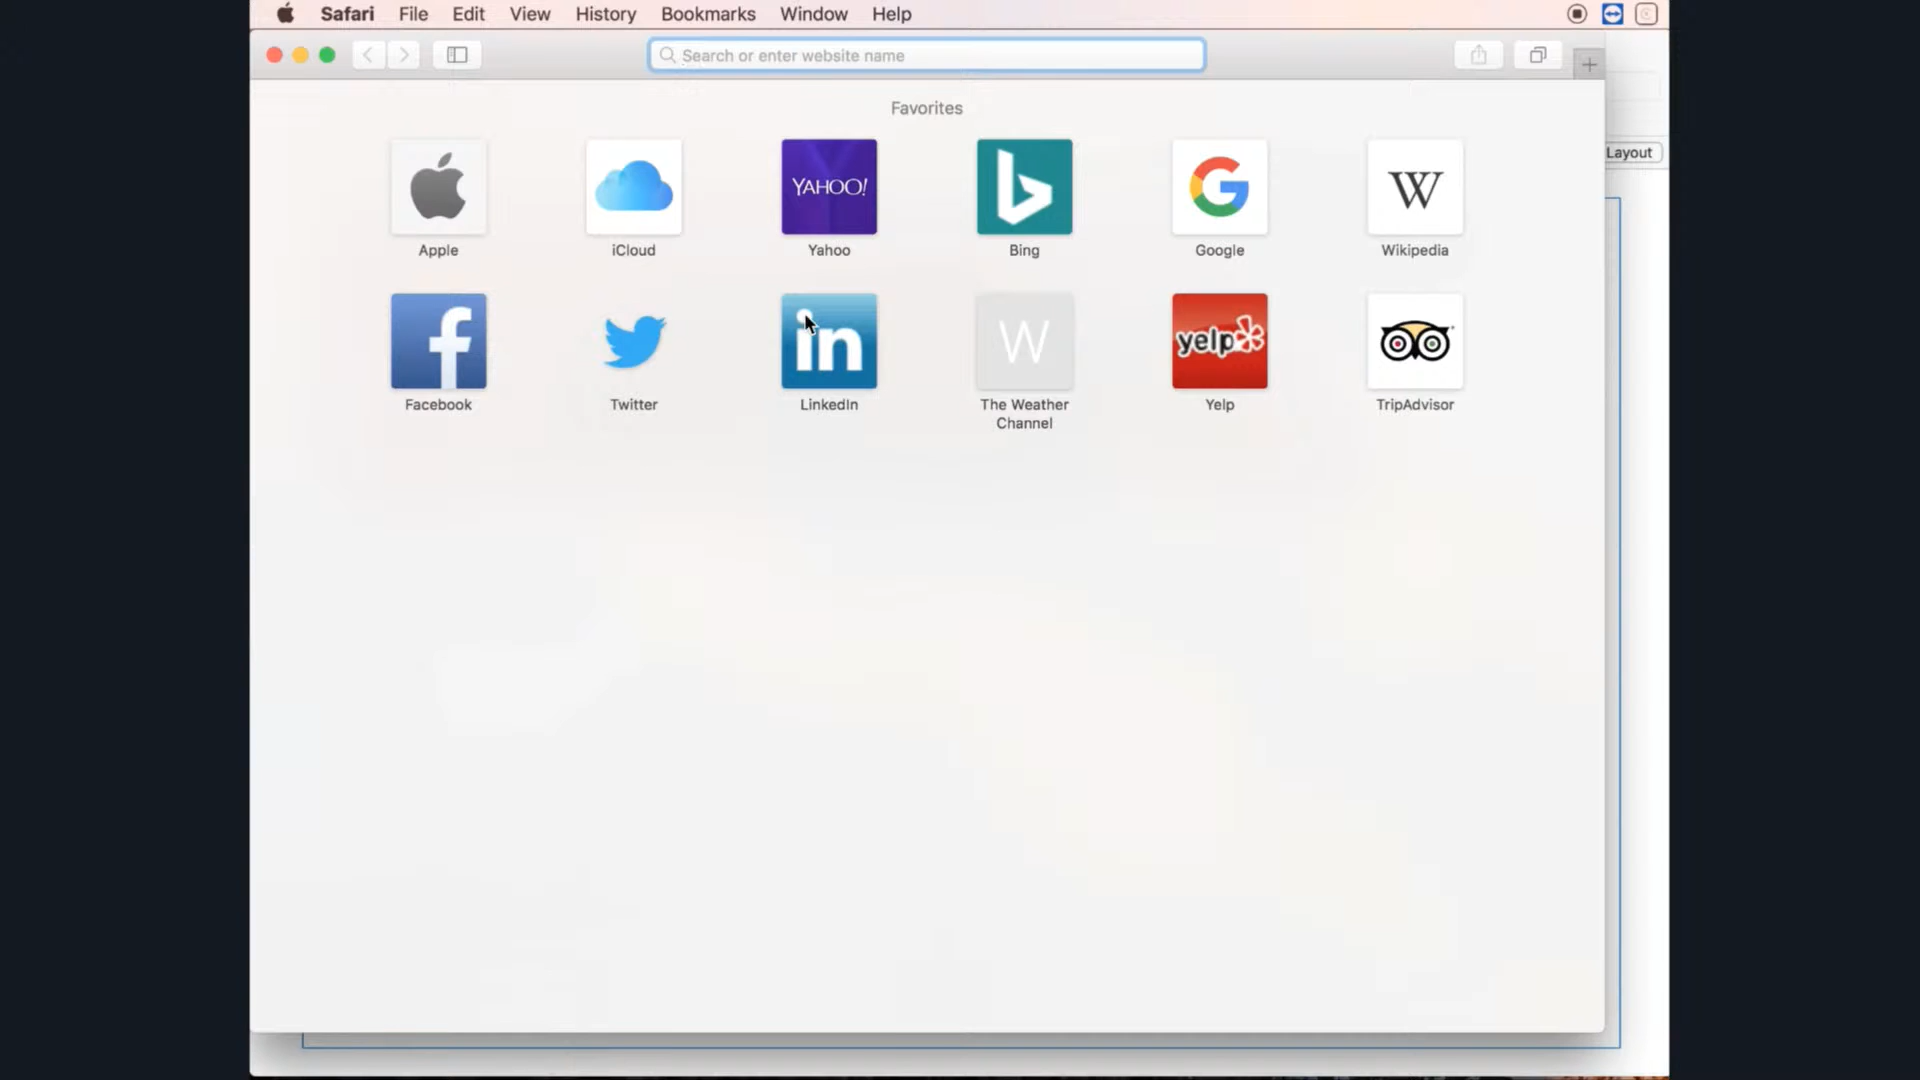 Safari File Edit View History Bookmarks Window Help
Search or enter website name
Layout
Favorites
YAHOO!
W
Apple iCloud Yahoo Bing Google Wikipedia
f in W yelp
Facebook Twitter LinkedIn The Weather Channel Yelp TripAdvisor